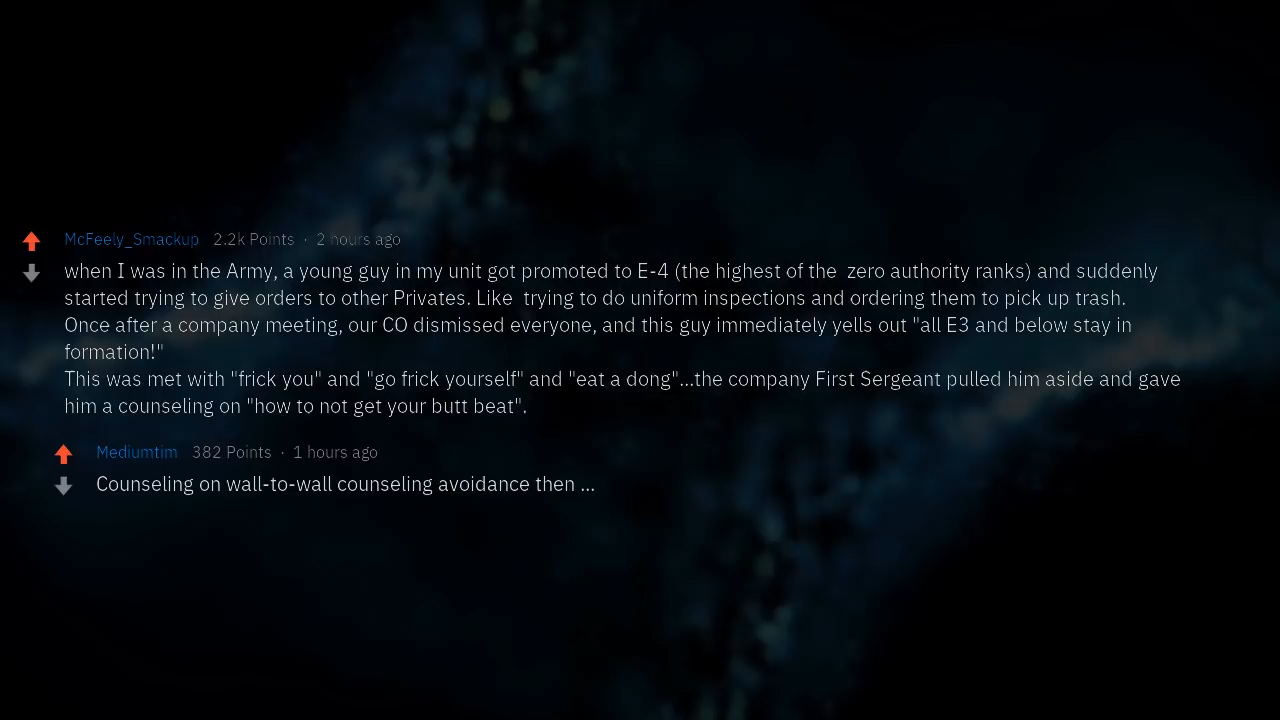 McFeely_Smackup 2.2k Points · 2 hours ago
when I was in the Army, a young guy in my unit got promoted to E-4 (the highest of the  zero authority ranks) and suddenly
started trying to give orders to other Privates. Like  trying to do uniform inspections and ordering them to pick up trash.
Once after a company meeting, our CO dismissed everyone, and this guy immediately yells out "all E3 and below stay in
formation!"
This was met with "frick you" and "go frick yourself" and "eat a dong"...the company First Sergeant pulled him aside and gave
him a counseling on "how to not get your butt beat".
Mediumtim 382 Points · 1 hours ago
Counseling on wall-to-wall counseling avoidance then ...